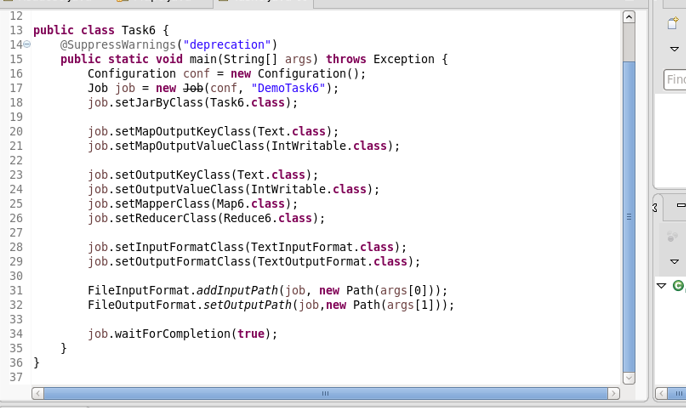 12
13 public class Task6 {
14 @SuppressWarnings("deprecation")
15 public static void main(String[] args) throws Exception {
16 Configuration conf = new Configuration();
17 Job job = new Job(conf, "DemoTask6");
18 job.setJarByClass(Task6.class);
19
20 job.setMapOutputKeyClass(Text.class);
21 job.setMapOutputValueClass(IntWritable.class);
22
23 job.setOutputKeyClass(Text.class);
24 job.setOutputValueClass(IntWritable.class);
25 job.setMapperClass(Map6.class);
26 job.setReducerClass(Reduce6.class);
27
28 job.setInputFormatClass(TextInputFormat.class);
29 job.setOutputFormatClass(TextOutputFormat.class);
30
31 FileInputFormat.addInputPath(job, new Path(args[0]));
32 FileOutputFormat.setOutputPath(job,new Path(args[1]));
33
34 job.waitForCompletion(true);
35 }
36 }
37
Find